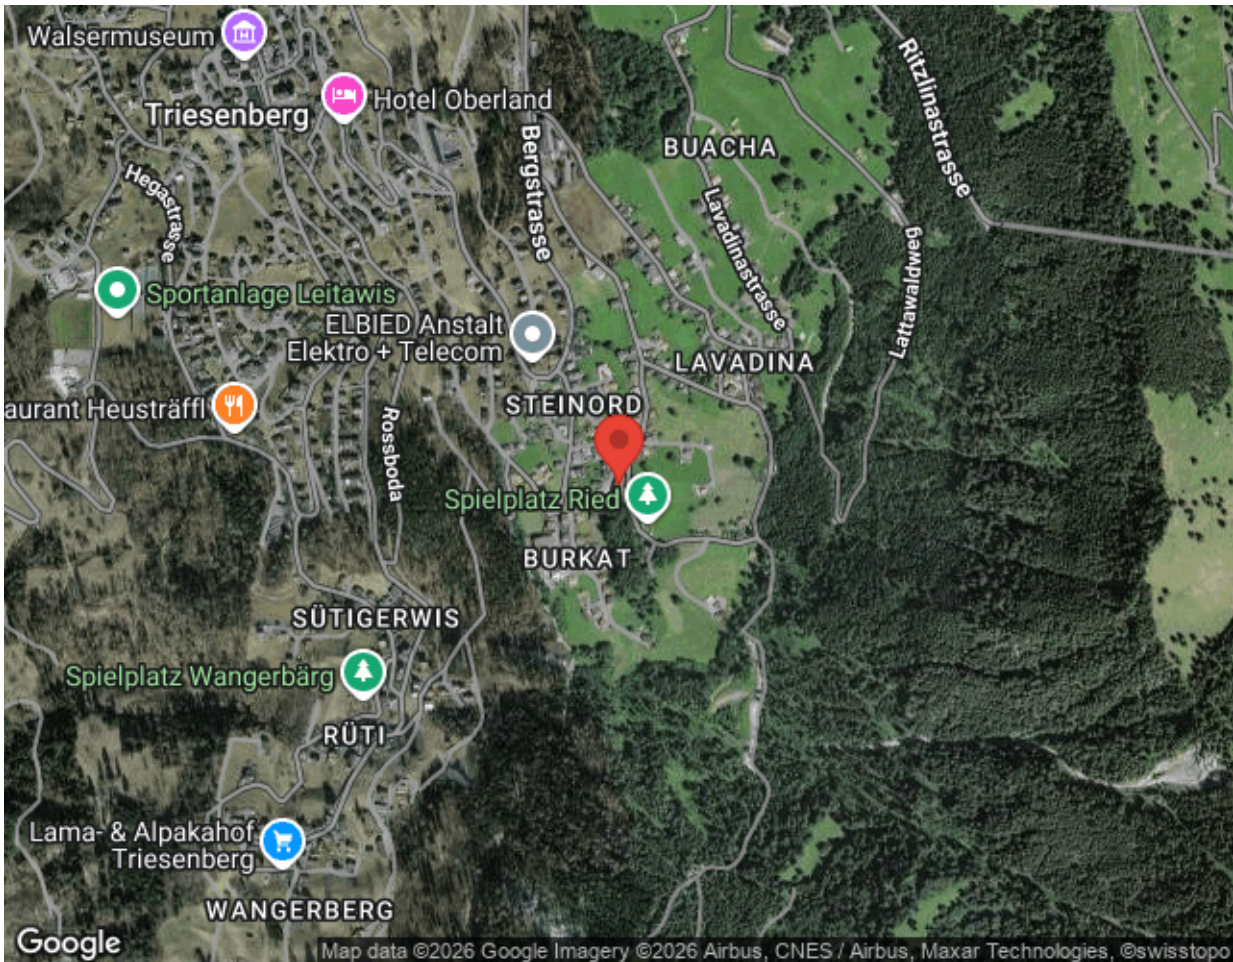 Walsermuseum
Hotel Oberland
Triesenberg
Bergstrasse
BUACHA
Ritzlinastrasse
Hegastrasse
Lavadinastrasse
Lattawaldweg
Sportanlage Leitawis
ELBIED Anstalt
Elektro + Telecom
LAVADINA
STEINORD
aurant Heusträffl
Rossboda
Spielplatz Ried
BURKAT
SÜTIGERWIS
Spielplatz Wangerbärg
RÜTI
Lama- & Alpakahof
Triesenberg
WANGERBERG
Google
Map data ©2026 Google Imagery ©2026 Airbus, CNES / Airbus, Maxar Technologies, ©swisstopo